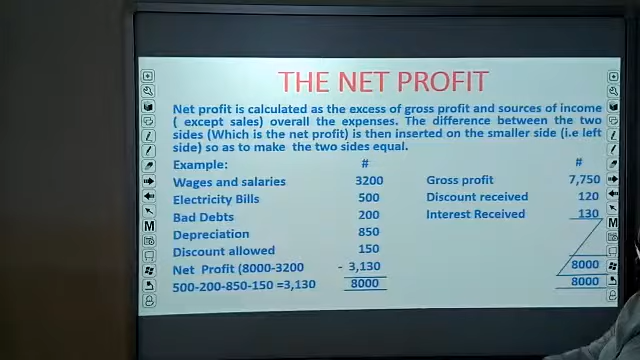 THE NET PROFIT
Net profit is calculated as the excess of gross profit and sources of income
( except sales) overall the expenses. The difference between the two
sides (Which is the net profit) is then inserted on the smaller side (i.e left
side) so as to make the two sides equal.
Example: # #
Wages and salaries 3200 Gross profit 7,750
Electricity Bills 500 Discount received 120
Bad Debts 200 Interest Received 130
Depreciation 850
Discount allowed 150
Net Profit (8000-3200 - 3,130 8000
500-200-850-150 =3,130 8000 8000